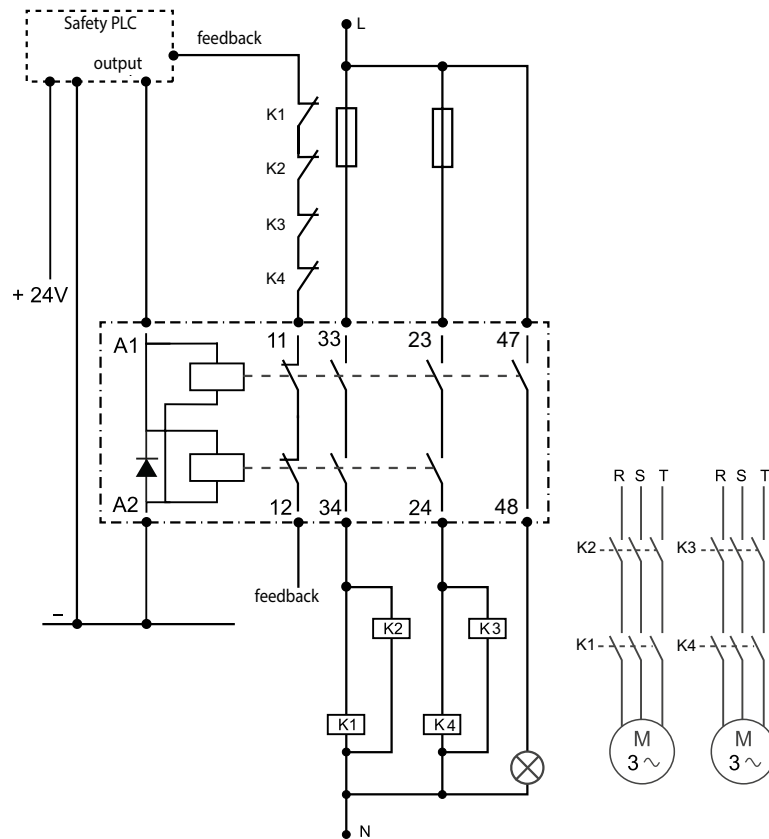 Safety PLC
output
feedback
L
K1
K2
K3
K4
+ 24V
A1
11
33
23
47
A2
12
34
24
48
feedback
–
K2
K3
K1
K4
N
R S T
R S T
K2
K3
K1
K4
M
3 ~
M
3 ~